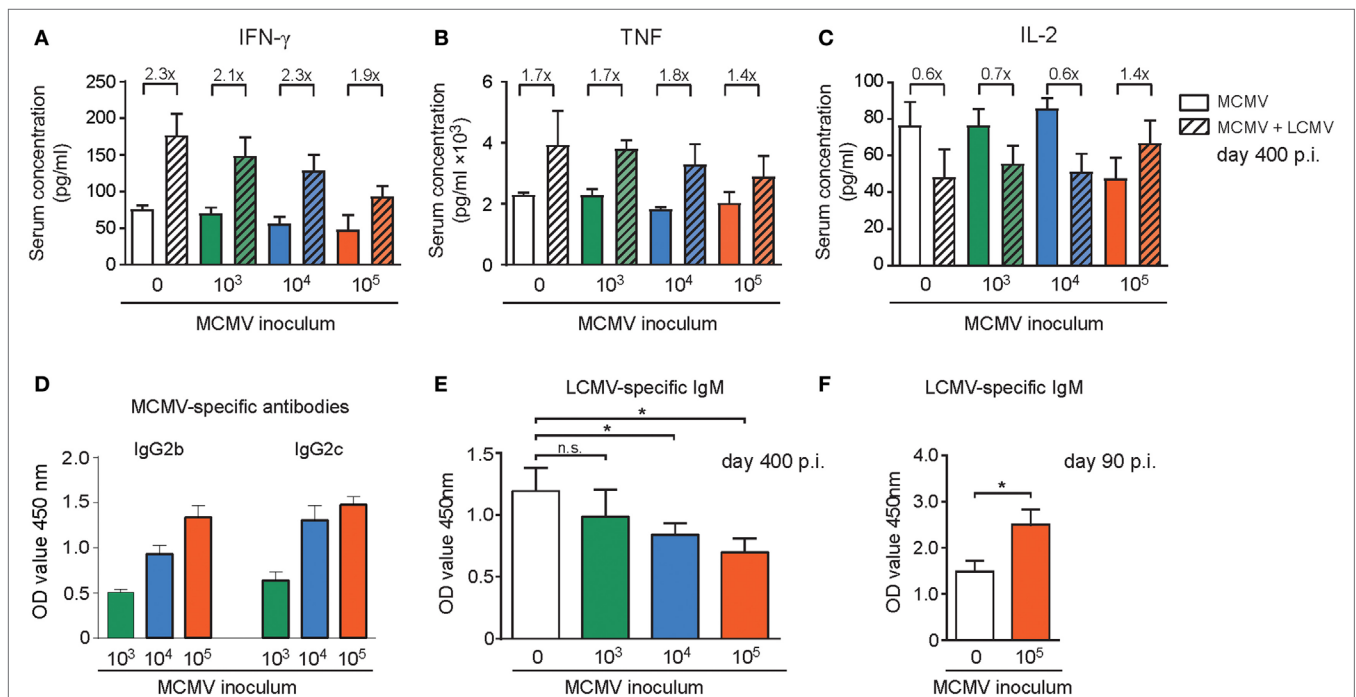 A
IFN-γ
2.3x 2.1x 2.3x 1.9x
250
200
150
100
50
0
Serum concentration
(pg/ml)
0 10³ 10⁴ 10⁵
MCMV inoculum
B
TNF
1.7x 1.7x 1.8x 1.4x
6
4
2
0
Serum concentration
(pg/ml ×10³)
0 10³ 10⁴ 10⁵
MCMV inoculum
C
IL-2
0.6x 0.7x 0.6x 1.4x
100
80
60
40
20
0
Serum concentration
(pg/ml)
0 10³ 10⁴ 10⁵
MCMV inoculum
MCMV
MCMV + LCMV
day 400 p.i.
D
MCMV-specific antibodies
IgG2b IgG2c
2.0
1.5
1.0
0.5
0
OD value 450 nm
10³ 10⁴ 10⁵ 10³ 10⁴ 10⁵
MCMV inoculum
E
LCMV-specific IgM
*
*
n.s.
day 400 p.i.
1.5
1.0
0.5
0
OD value 450nm
0 10³ 10⁴ 10⁵
MCMV inoculum
F
LCMV-specific IgM
day 90 p.i.
*
4.0
3.0
2.0
1.0
0
OD value 450nm
0 10⁵
MCMV inoculum